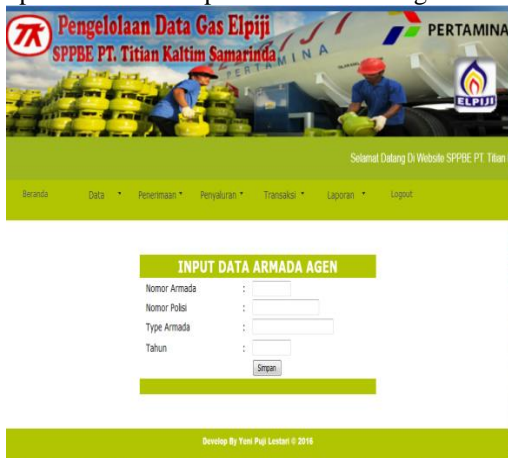 Pengelolaan Data Gas Elpiji
SPPBE PT. Titian Kaltim Samarinda
PERTAMINA
PERTAMINA
ELPIJI
Selamat Datang Di Website SPPBE PT. Titian
Beranda Data Penerimaan Penyaluran Transaksi Laporan Logout
INPUT DATA ARMADA AGEN
Nomor Armada :
Nomor Polisi :
Type Armada :
Tahun :
Simpan
Develop By Yeni Puji Lestari © 2016